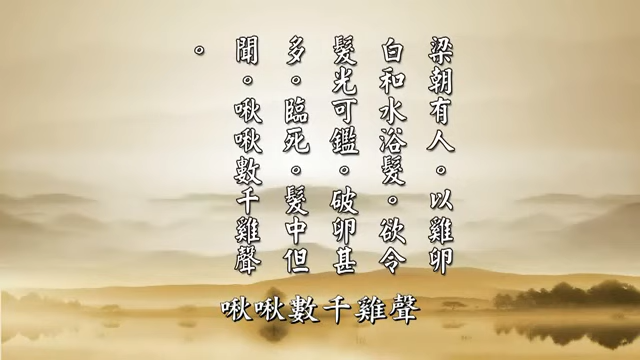 梁朝有人。以雞卵
白和水浴髮。欲令
髮光可鑑。破卵甚
多。臨死。髮中但
聞。啾啾數千雞聲
。
啾啾數千雞聲